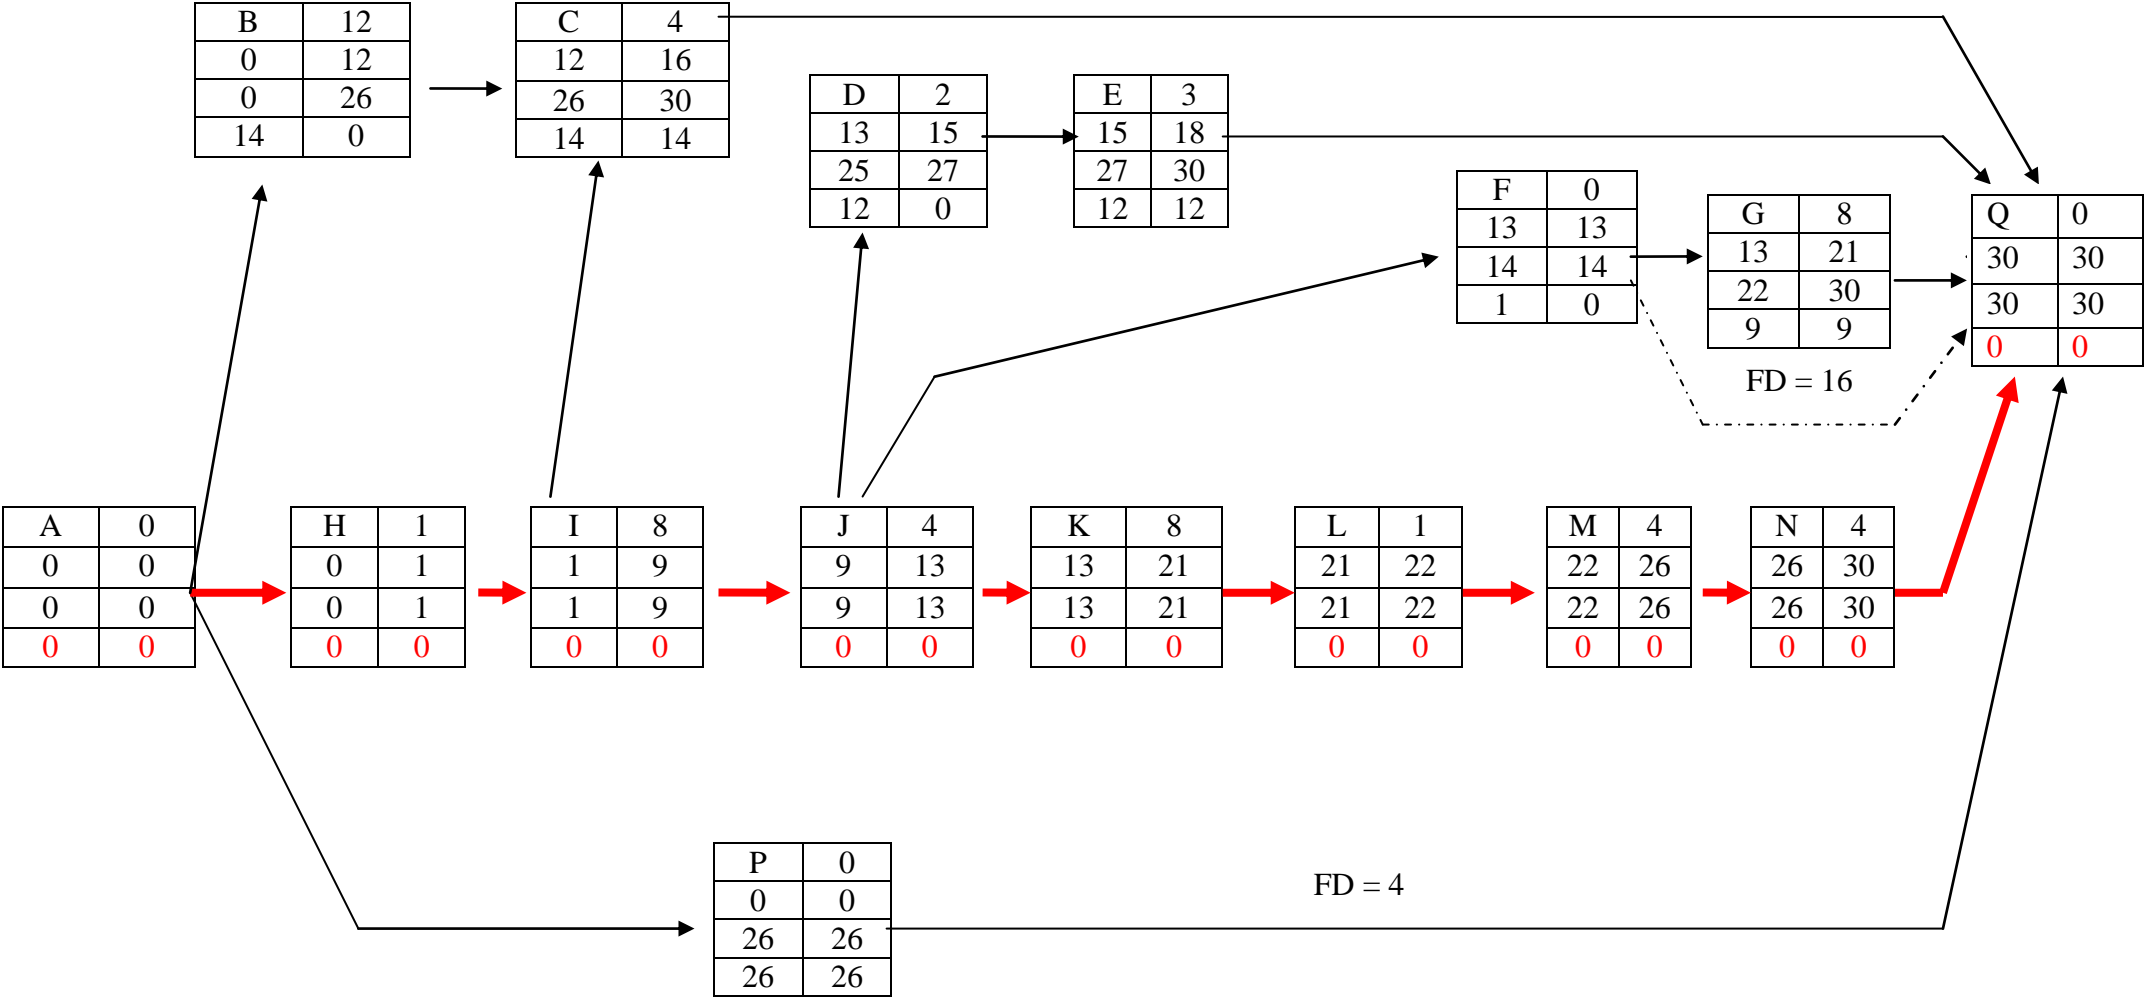 B 12
0 12
0 26
14 0
C 4
12 16
26 30
14 14
D 2
13 15
25 27
12 0
E 3
15 18
27 30
12 12
F 0
13 13
14 14
1 0
G 8
13 21
22 30
9 9
Q 0
30 30
30 30
0 0
FD = 16
A 0
0 0
0 0
0 0
H 1
0 1
0 1
0 0
I 8
1 9
1 9
0 0
J 4
9 13
9 13
0 0
K 8
13 21
13 21
0 0
L 1
21 22
21 22
0 0
M 4
22 26
22 26
0 0
N 4
26 30
26 30
0 0
P 0
0 0
26 26
26 26
FD = 4